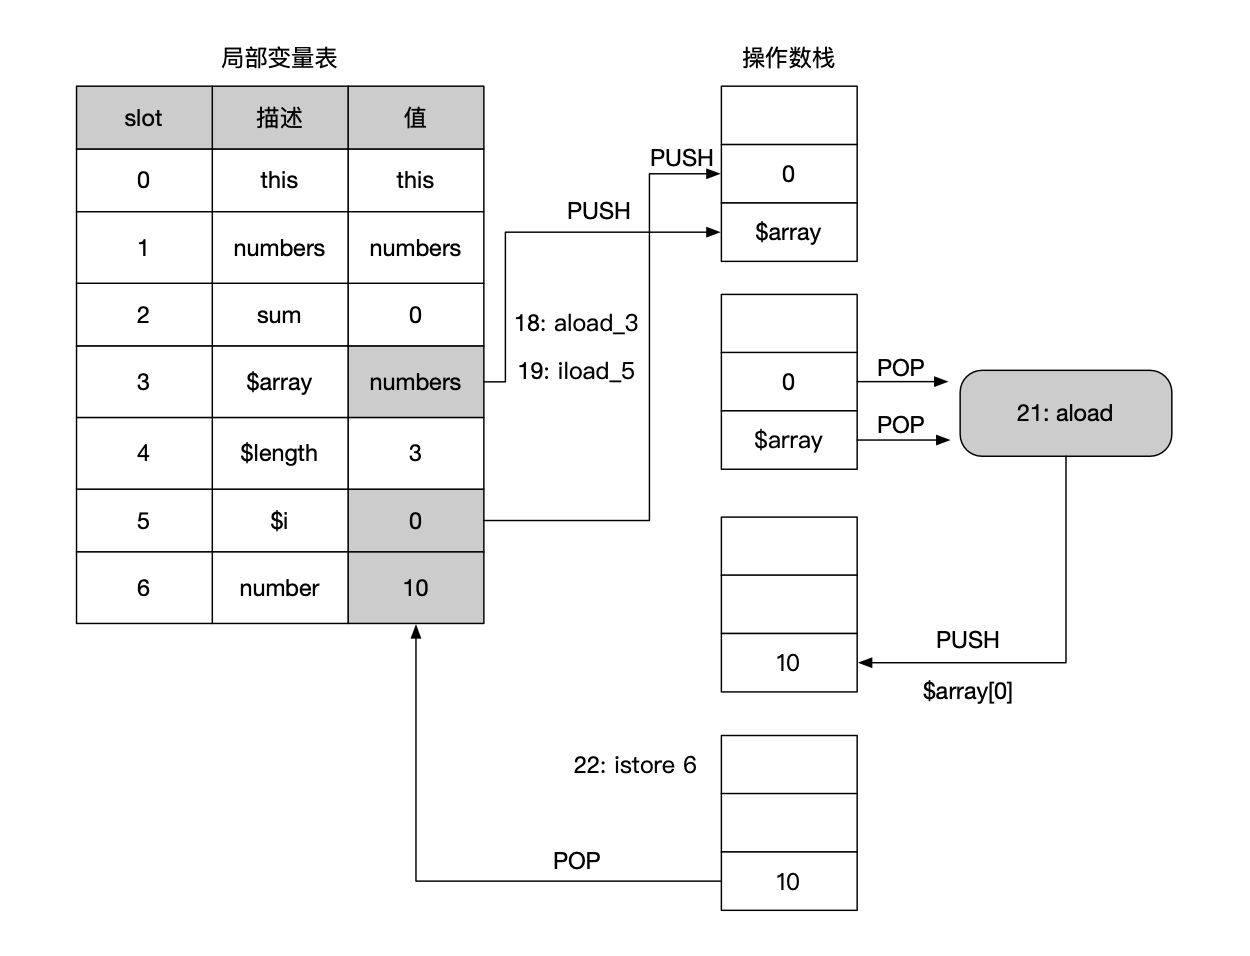 局部变量表
slot 描述 值
0 this this
1 numbers numbers
2 sum 0
3 $array numbers
4 $length 3
5 $i 0
6 number 10
操作数栈
PUSH
0
PUSH
$array
18: aload_3
19: iload_5
0
POP
$array
POP
21: aload
10
PUSH
$array[0]
22: istore 6
POP
10